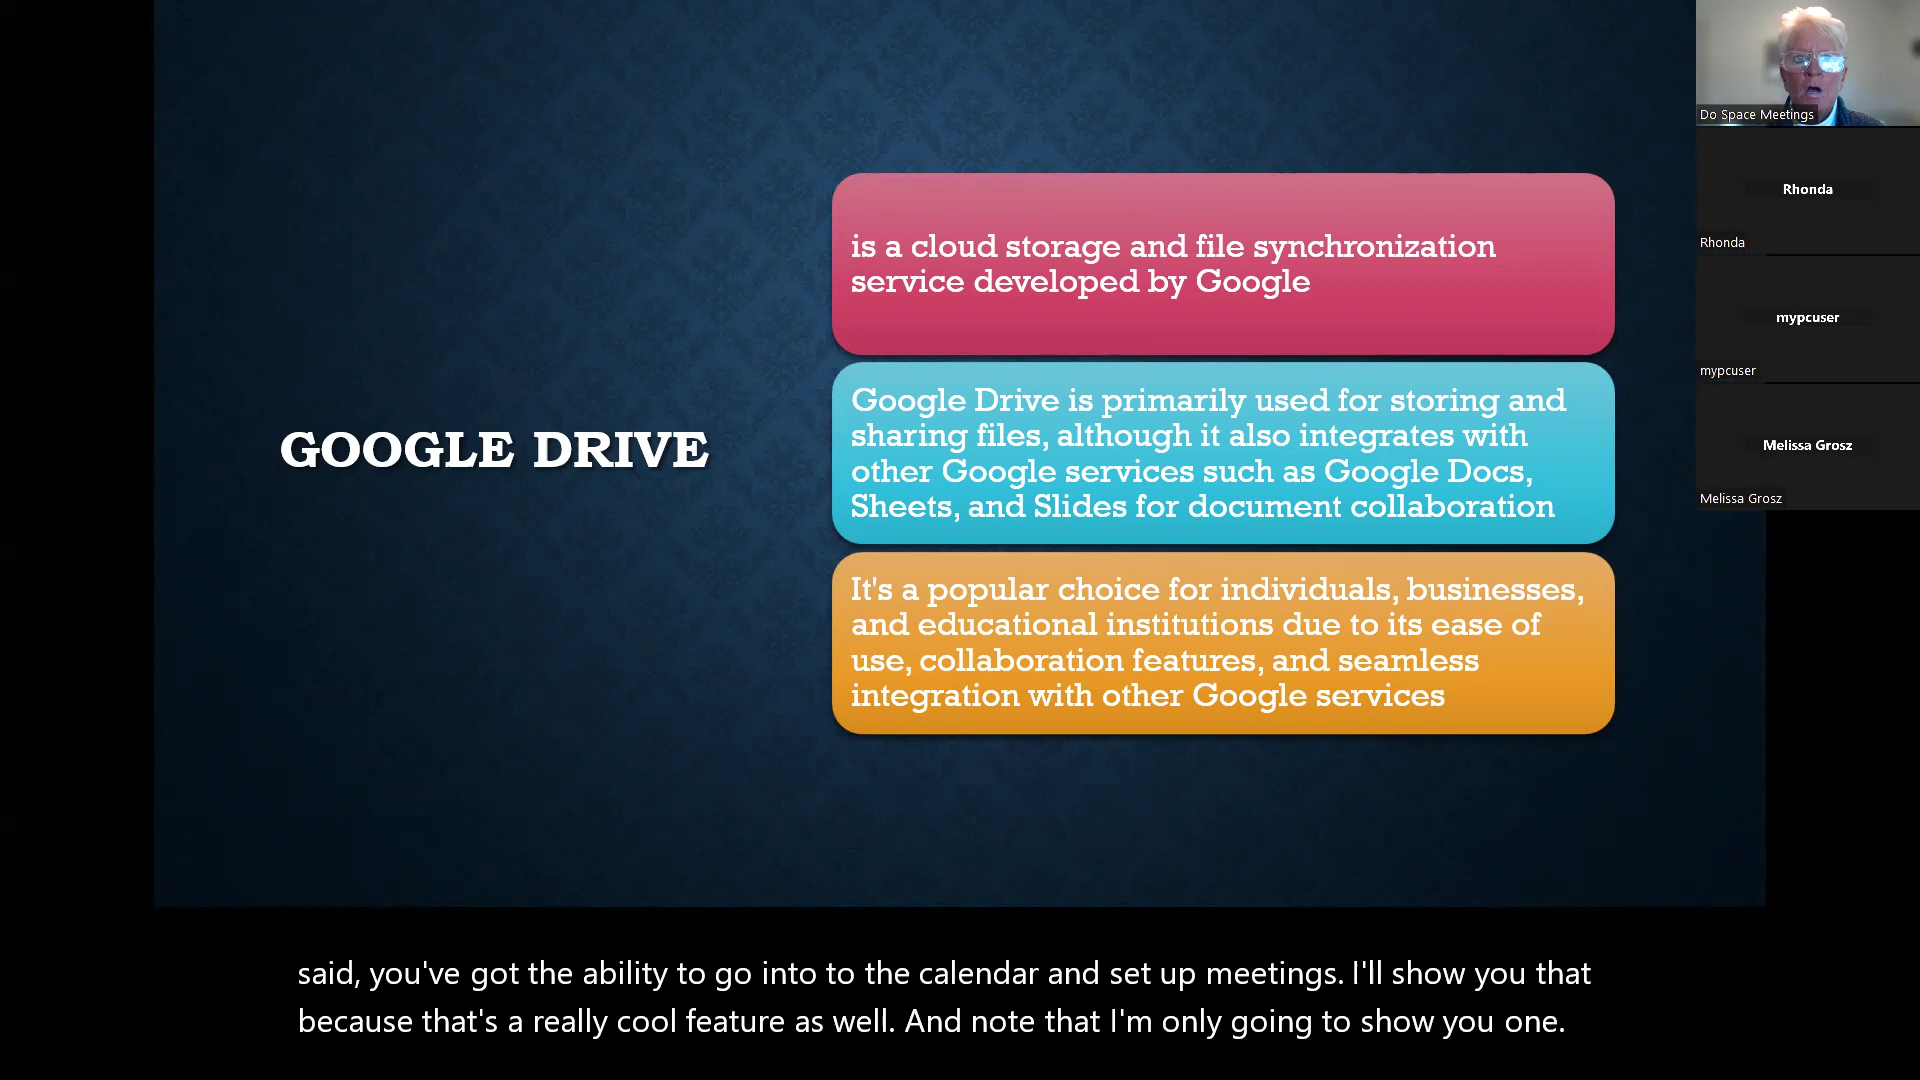 GOOGLE DRIVE
is a cloud storage and file synchronization
service developed by Google
Google Drive is primarily used for storing and
sharing files, although it also integrates with
other Google services such as Google Docs,
Sheets, and Slides for document collaboration
It's a popular choice for individuals, businesses,
and educational institutions due to its ease of
use, collaboration features, and seamless
integration with other Google services
Do Space Meetings
Rhonda
Rhonda
mypcuser
mypcuser
Melissa Grosz
Melissa Grosz
said, you've got the ability to go into to the calendar and set up meetings. I'll show you that
because that's a really cool feature as well. And note that I'm only going to show you one.